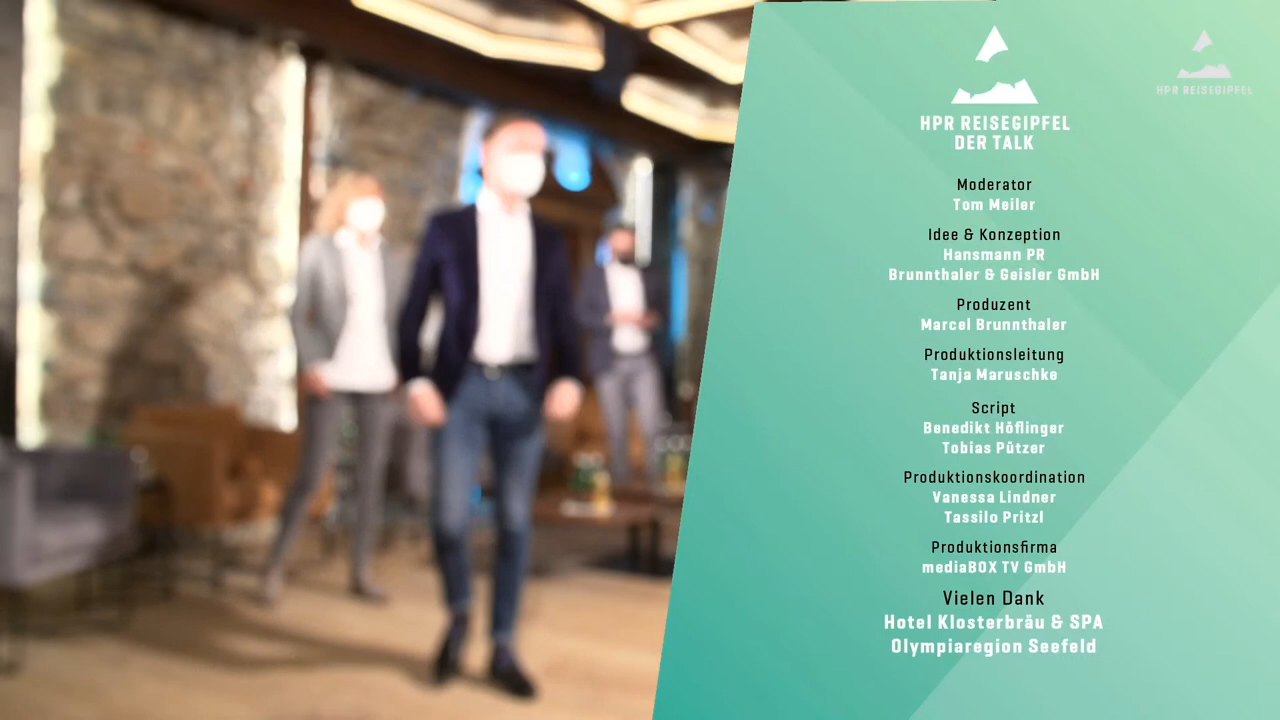 HPR REISEGIPFEL
DER TALK
HPR REISEGIPFEL
Moderator
Tom Meiler
Idee & Konzeption
Hansmann PR
Brunnthaler & Geisler GmbH
Produzent
Marcel Brunnthaler
Produktionsleitung
Tanja Maruschke
Script
Benedikt Höflinger
Tobias Pützer
Produktionskoordination
Vanessa Lindner
Tassilo Pritzl
Produktionsfirma
mediaBOX TV GmbH
Vielen Dank
Hotel Klosterbräu & SPA
Olympiaregion Seefeld